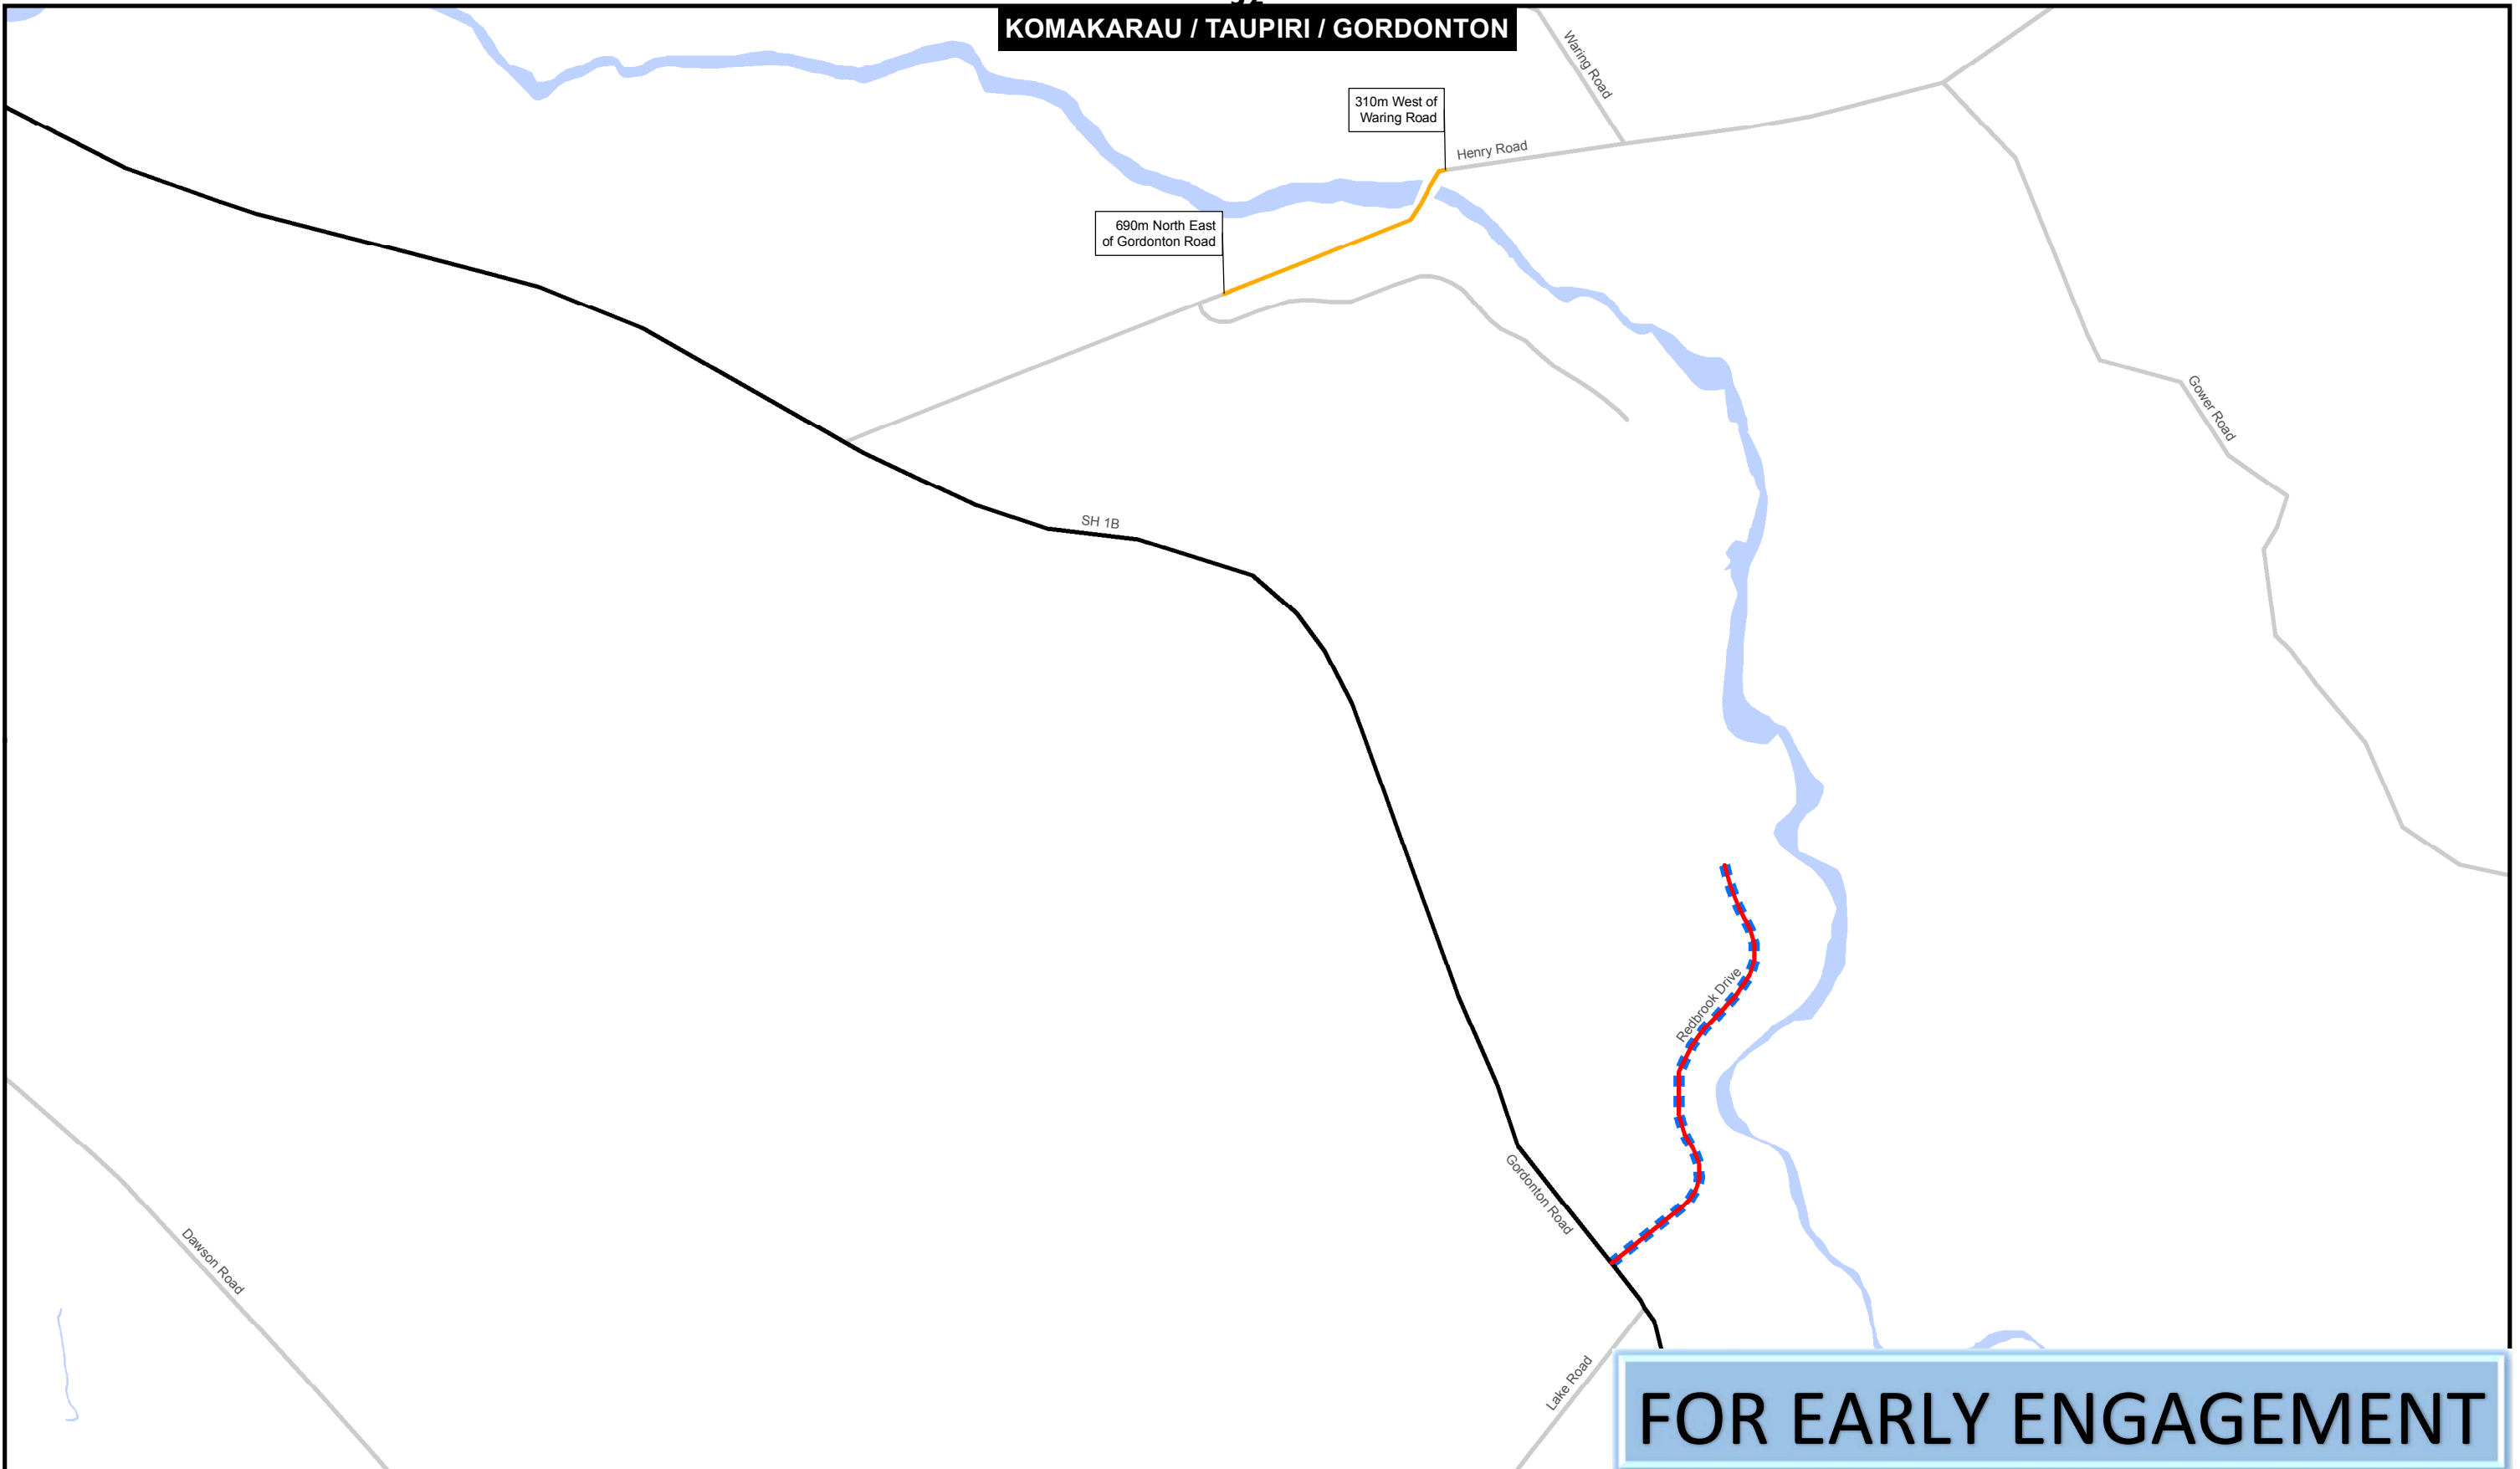 KOMAKARAU / TAUPIRI / GORDONTON
Waring Road
310m West of
Waring Road
Henry Road
690m North East
of Gordonton Road
Gower Road
SH 1B
Redbrook Drive
Gordonton Road
Dawson Road
Lake Road
FOR EARLY ENGAGEMENT